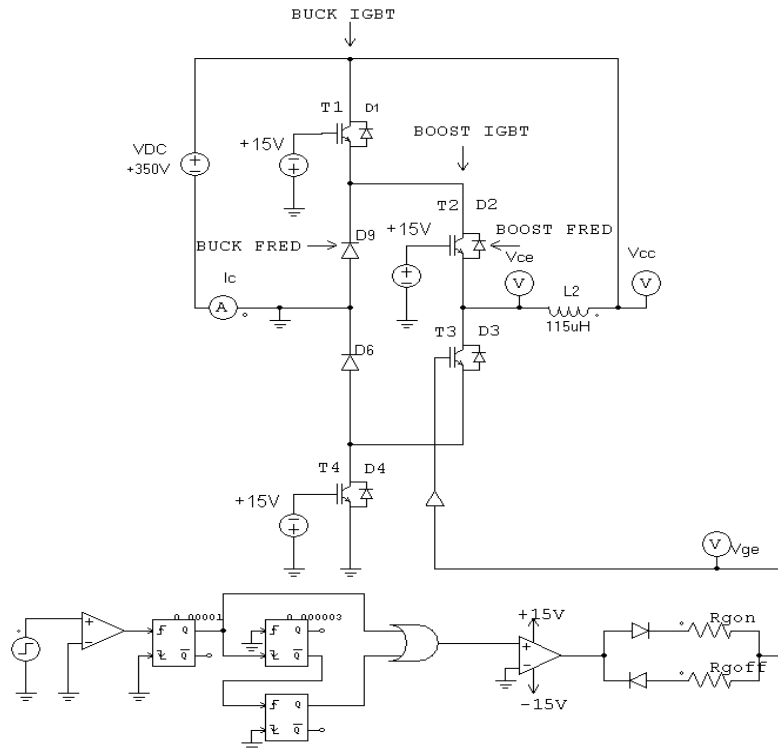 BUCK IGBT
T1 D1
+15V
BOOST IGBT
VDC
+350V
T2 D2
+15V
D9
BUCK FRED
BOOST FRED
Vce
Vcc
V
V
Ic
A
L2
115uH
T3 D3
D6
T4 D4
+15V
V
Vge
0.00001
0.000003
Q
Q
Q
Q
Q
Q
+15V
-15V
Rgon
Rgoff